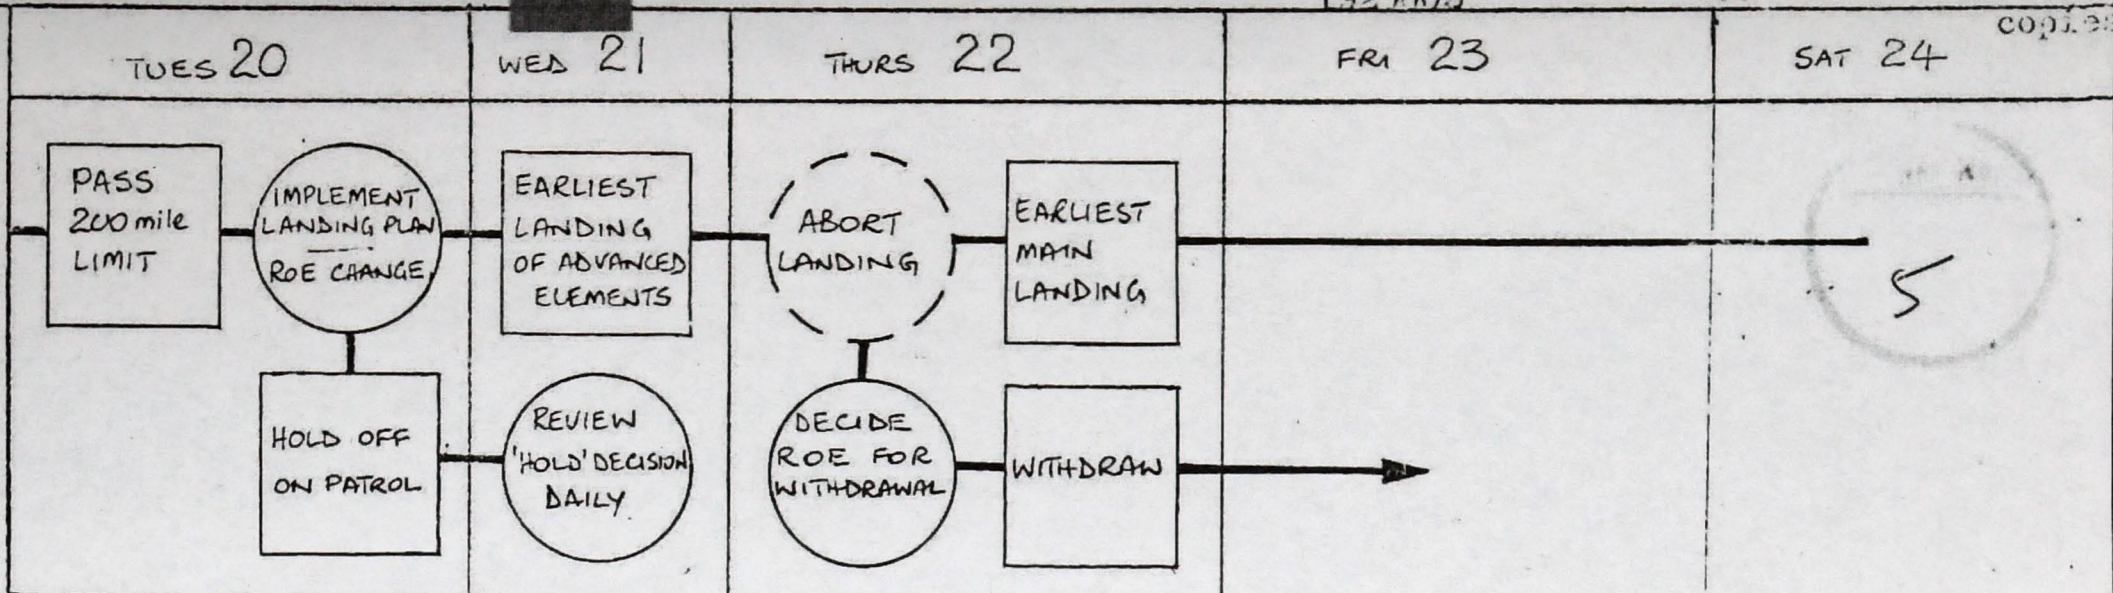 copies
TUES 20
WED 21
THURS 22
FRI 23
SAT 24
PASS
200 mile
LIMIT
IMPLEMENT
LANDING PLAN
ROE CHANGE
EARLIEST
LANDING
OF ADVANCED
ELEMENTS
ABORT
LANDING
EARLIEST
MAIN
LANDING
5
HOLD OFF
ON PATROL
REVIEW
'HOLD' DECISION
DAILY
DECIDE
ROE FOR
WITHDRAWAL
WITHDRAW